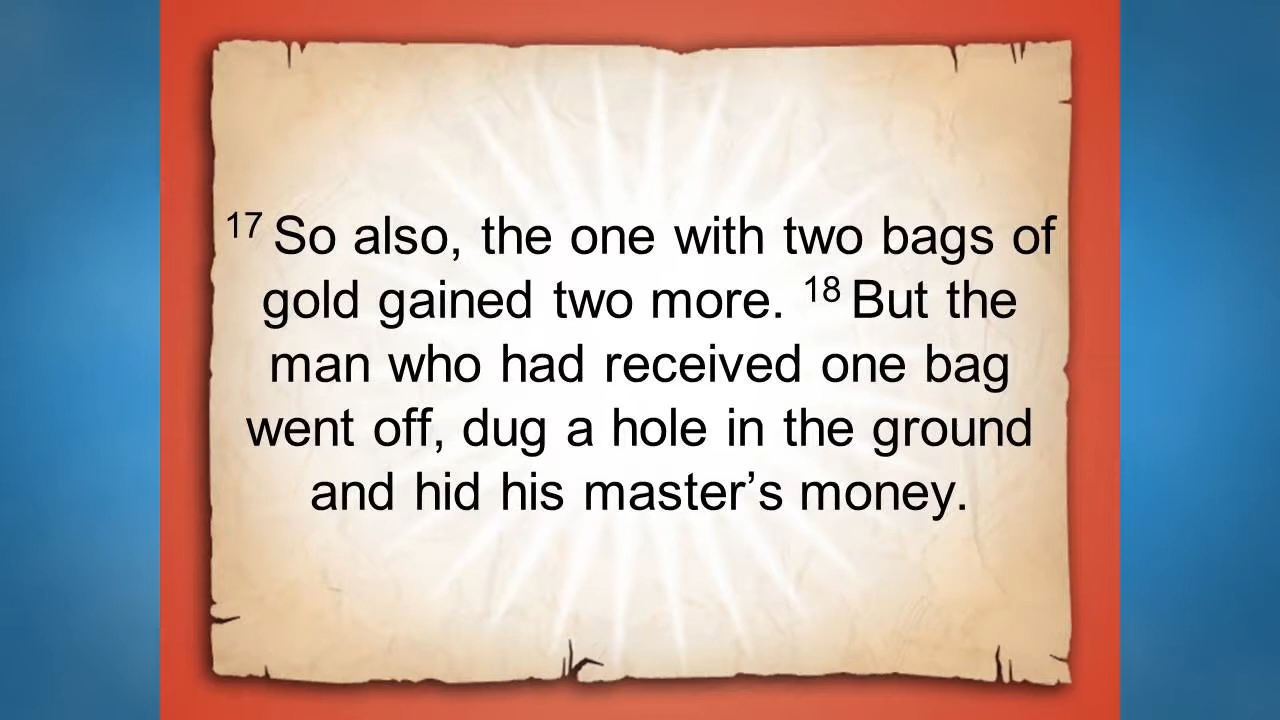 17 So also, the one with two bags of
gold gained two more. 18 But the
man who had received one bag
went off, dug a hole in the ground
and hid his master’s money.